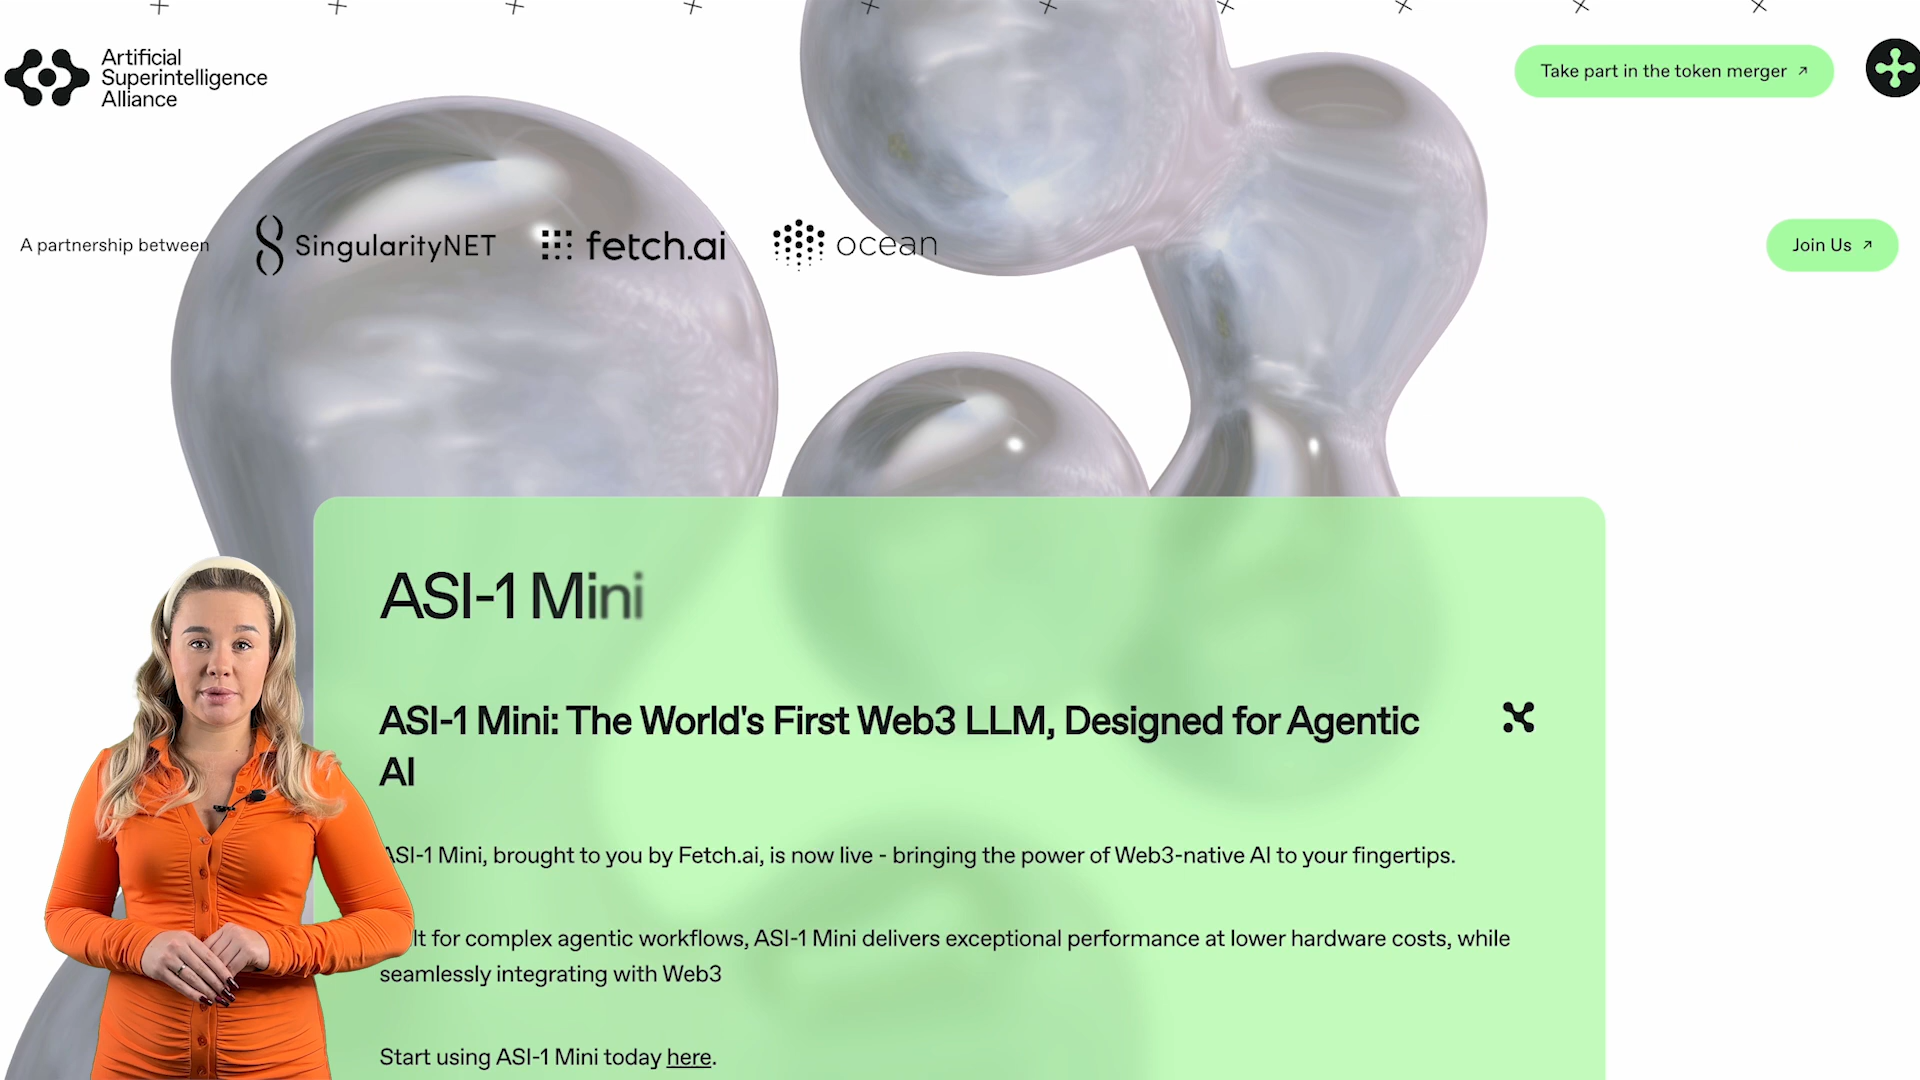 Artificial
Superintelligence
Alliance
Take part in the token merger
A partnership between
SingularityNET
fetch.ai
ocean
Join Us
ASI-1 Mini
ASI-1 Mini: The World's First Web3 LLM, Designed for Agentic
AI
ASI-1 Mini, brought to you by Fetch.ai, is now live - bringing the power of Web3-native AI to your fingertips.
for complex agentic workflows, ASI-1 Mini delivers exceptional performance at lower hardware costs, while
seamlessly integrating with Web3
Start using ASI-1 Mini today here.